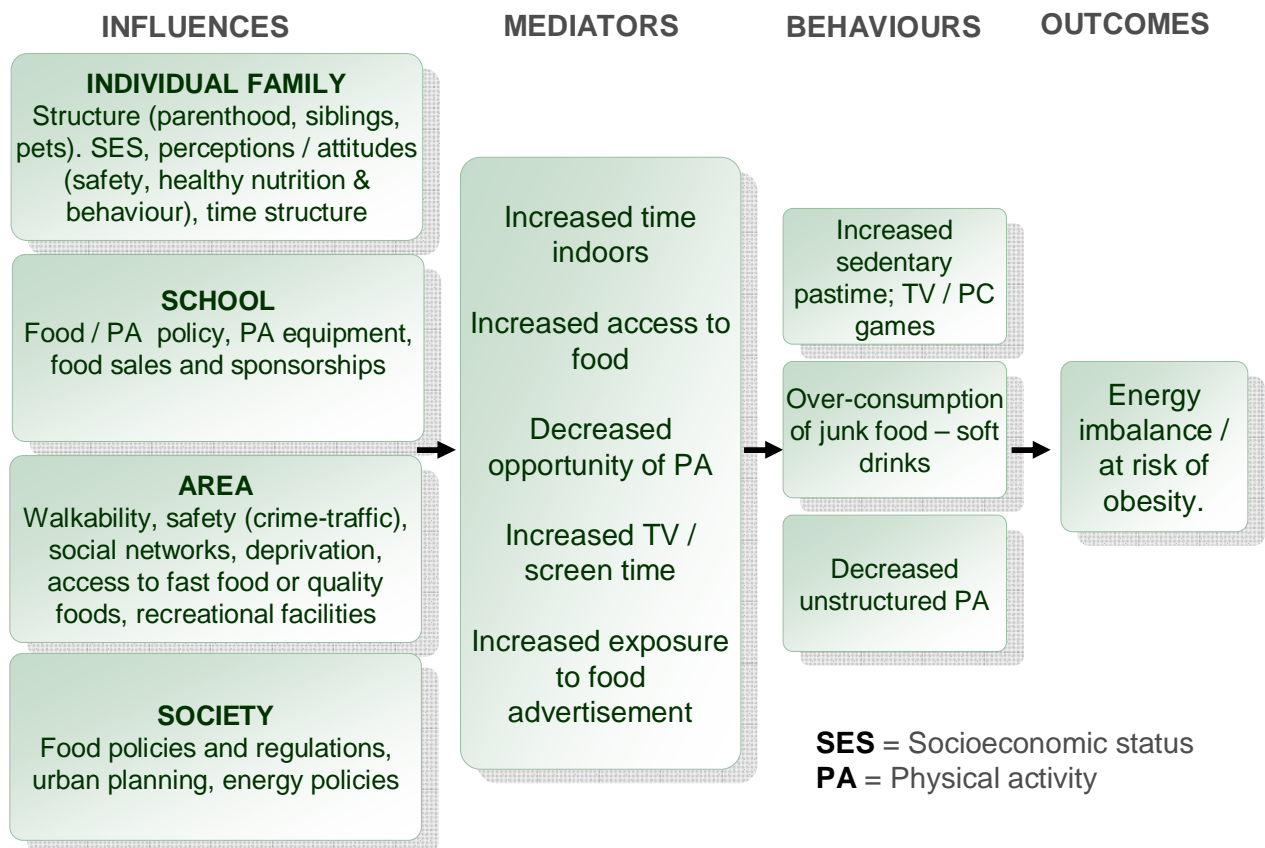 INFLUENCES
MEDIATORS
BEHAVIOURS
OUTCOMES
INDIVIDUAL FAMILY
Structure (parenthood, siblings,
pets). SES, perceptions / attitudes
(safety, healthy nutrition &
behaviour), time structure
SCHOOL
Food / PA policy, PA equipment,
food sales and sponsorships
AREA
Walkability, safety (crime-traffic),
social networks, deprivation,
access to fast food or quality
foods, recreational facilities
SOCIETY
Food policies and regulations,
urban planning, energy policies
Increased time
indoors
Increased access to
food
Decreased
opportunity of PA
Increased TV /
screen time
Increased exposure
to food
advertisement
Increased
sedentary
pastime; TV / PC
games
Over-consumption
of junk food – soft
drinks
Decreased
unstructured PA
Energy
imbalance /
at risk of
obesity.
SES = Socioeconomic status
PA = Physical activity